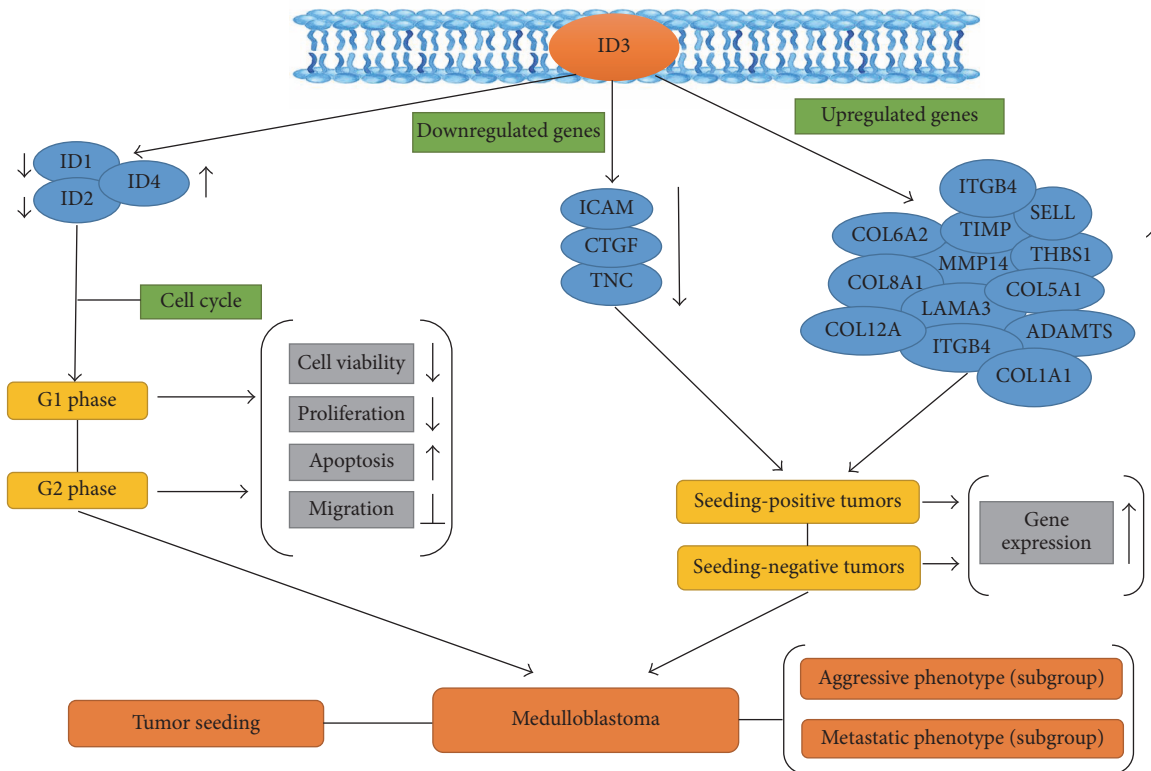 ID3
Downregulated genes
Upregulated genes
ID1
ID4
ID2
ICAM
CTGF
TNC
ITGB4
SELL
COL6A2
TIMP
THBS1
MMP14
COL8A1
COL5A1
LAMA3
COL12A
ADAMTS
ITGB4
COL1A1
Cell cycle
G1 phase
G2 phase
Cell viability
Proliferation
Apoptosis
Migration
Seeding-positive tumors
Seeding-negative tumors
Gene
expression
Tumor seeding
Medulloblastoma
Aggressive phenotype (subgroup)
Metastatic phenotype (subgroup)